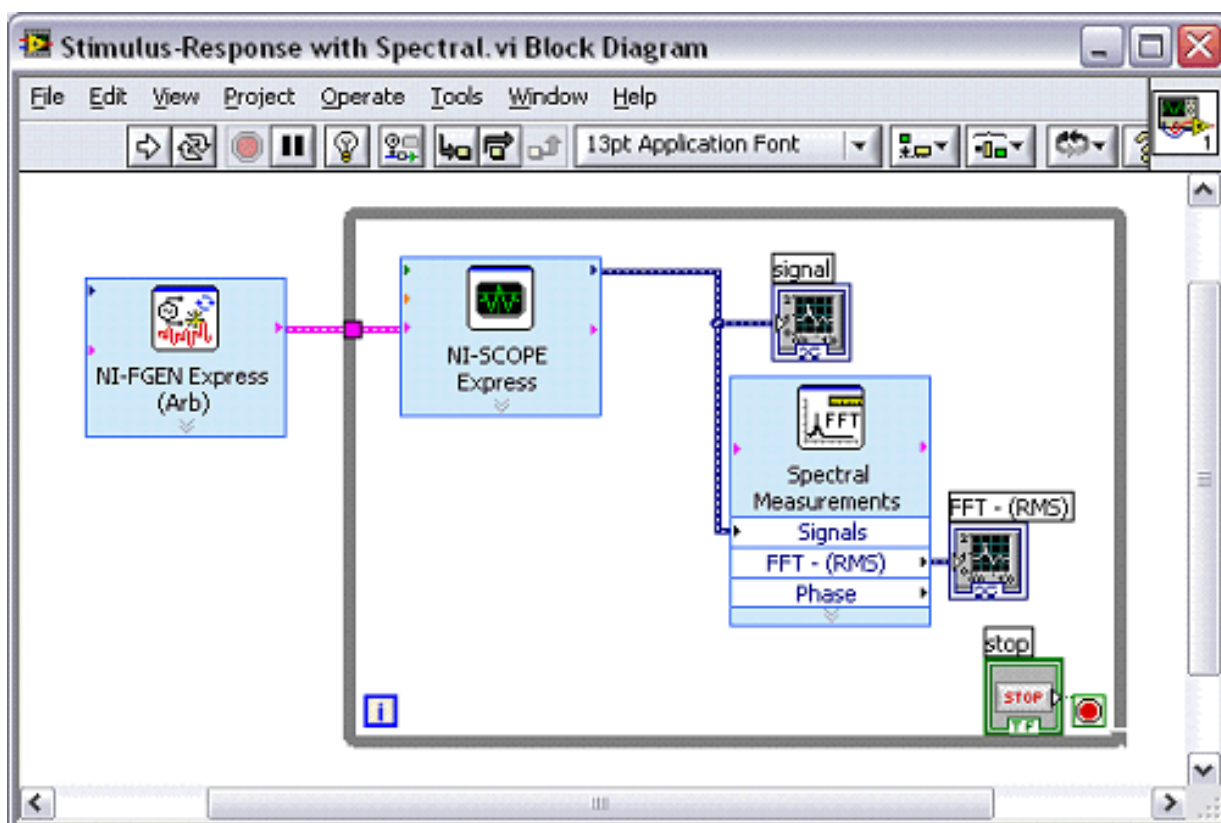 Stimulus-Response with Spectral.vi Block Diagram
File Edit View Project Operate Tools Window Help
13pt Application Font
?
1
NI-FGEN Express
(Arb)
NI-SCOPE
Express
signal
FFT
Spectral
Measurements
Signals
FFT - (RMS)
Phase
FFT - (RMS)
stop
STOP
TF
i